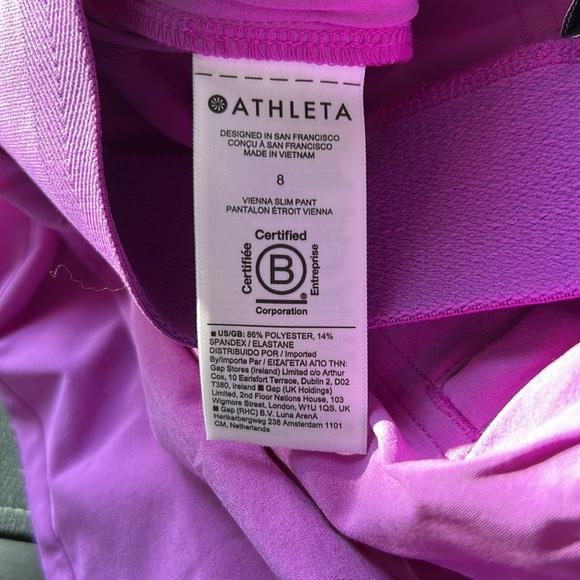 ATHLETA
DESIGNED IN SAN FRANCISCO
CONÇU À SAN FRANCISCO
MADE IN VIETNAM
8
VIENNA SLIM PANT
PANTALON ÉTROIT VIENNA
Certified
Certifiée
B
Entreprise
®
Corporation
■ US/GB: 86% POLYESTER, 14%
SPANDEX / ELASTANE
DISTRIBUIDO POR / Imported
By/Importe Par / ΕΙΣΑΓΕΤΑΙ ΑΠΟ ΤΗΝ:
Gap Stores (Ireland) Limited c/o Arthur
Cox, 10 Earlsfort Terrace, Dublin 2, D02
T380, Ireland ■ Gap (UK Holdings)
Limited, 2nd Floor Nations House, 103
Wigmore Street, London, W1U 1QS, UK
■ Gap (RHC) B.V. Luna ArenA
Herikerbergweg 238 Amsterdam 1101
CM, Netherlands